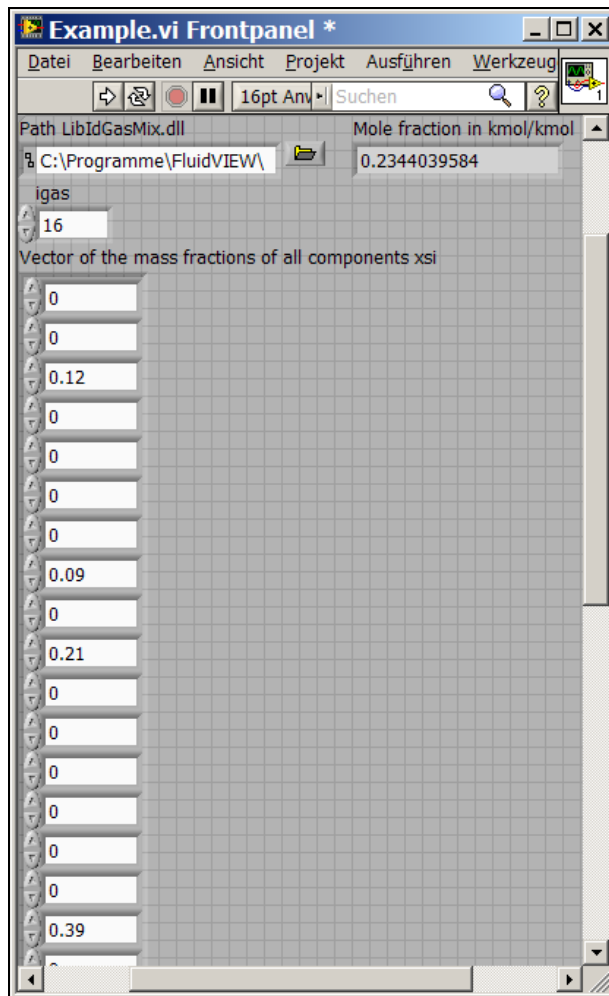 Example.vi Frontpanel *
Datei Bearbeiten Ansicht Projekt Ausführen Werkzeug
16pt Anw Suchen
1
Path LibIdGasMix.dll Mole fraction in kmol/kmol
C:\Programme\FluidVIEW\ 0.2344039584
igas
16
Vector of the mass fractions of all components xsi
0
0
0.12
0
0
0
0
0.09
0
0.21
0
0
0
0
0
0
0.39